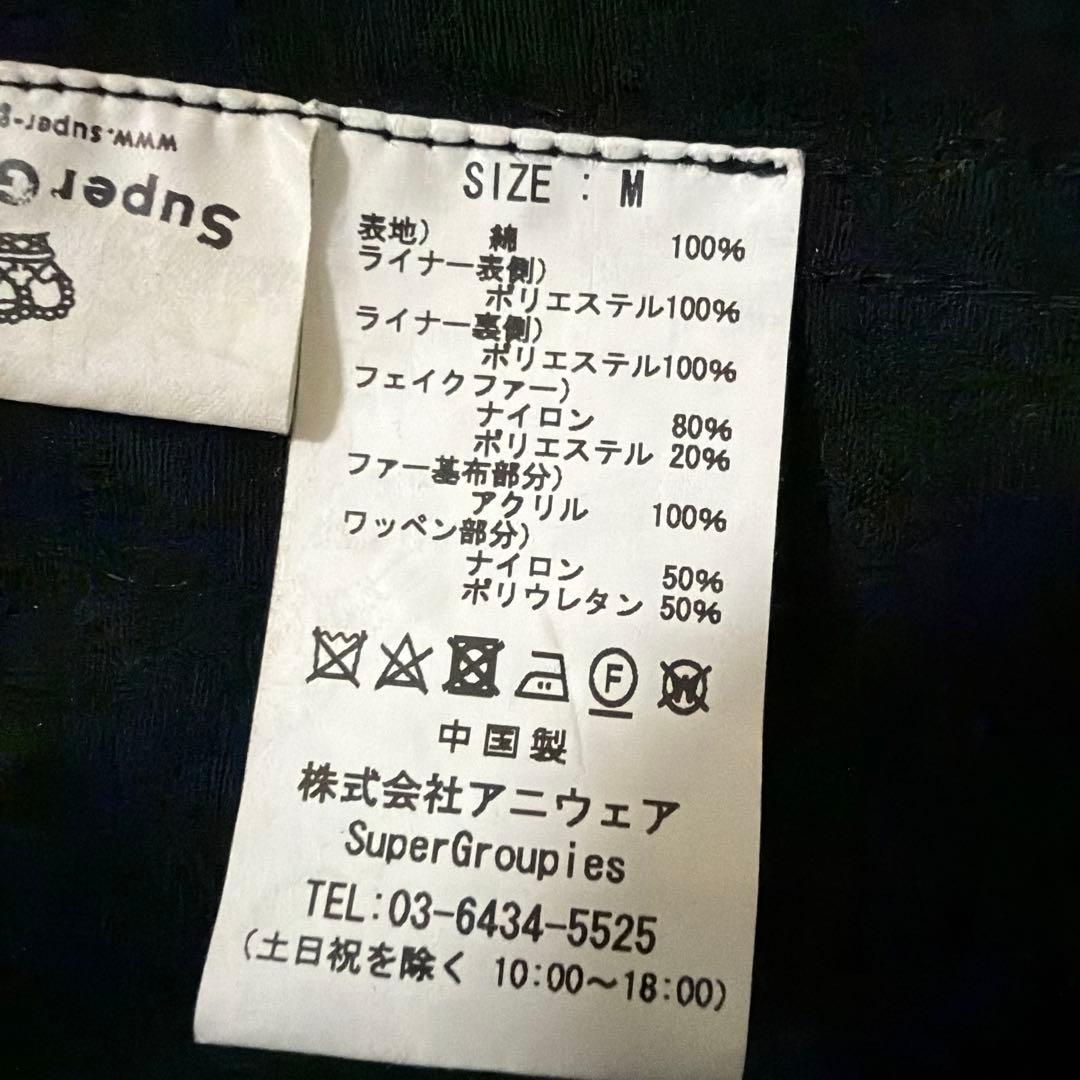 www.super-g
Super G
SIZE : M
表地) 綿 100%
ライナー表側)
ポリエステル100%
ライナー裏側)
ポリエステル100%
フェイクファー)
ナイロン 80%
ポリエステル 20%
ファー基布部分)
アクリル 100%
ワッペン部分)
ナイロン 50%
ポリウレタン 50%
F W
中国製
株式会社アニウェア
SuperGroupies
TEL:03-6434-5525
(土日祝を除く 10:00～18:00)